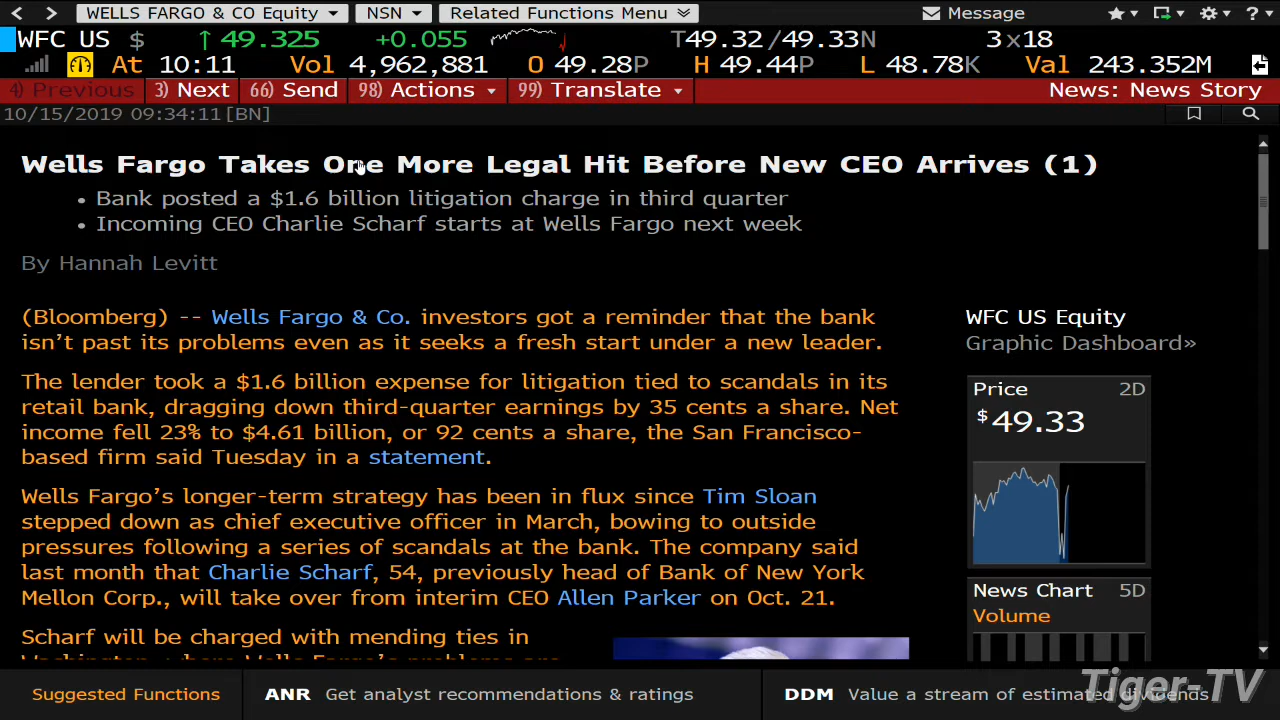 WELLS FARGO & CO Equity NSN Related Functions Menu Message ?
WFC US $ ↑ 49.325 +0.055 T49.32/49.33N 3x18
At 10:11 Vol 4,962,881 O 49.28P H 49.44P L 48.78K Val 243.352M
4) Previous 3) Next 66) Send 98) Actions 99) Translate News: News Story
10/15/2019 09:34:11 [BN]
Wells Fargo Takes One More Legal Hit Before New CEO Arrives (1)
• Bank posted a $1.6 billion litigation charge in third quarter
• Incoming CEO Charlie Scharf starts at Wells Fargo next week
By Hannah Levitt
(Bloomberg) -- Wells Fargo & Co. investors got a reminder that the bank
isn't past its problems even as it seeks a fresh start under a new leader.
The lender took a $1.6 billion expense for litigation tied to scandals in its
retail bank, dragging down third-quarter earnings by 35 cents a share. Net
income fell 23% to $4.61 billion, or 92 cents a share, the San Francisco-
based firm said Tuesday in a statement.
Wells Fargo's longer-term strategy has been in flux since Tim Sloan
stepped down as chief executive officer in March, bowing to outside
pressures following a series of scandals at the bank. The company said
last month that Charlie Scharf, 54, previously head of Bank of New York
Mellon Corp., will take over from interim CEO Allen Parker on Oct. 21.
Scharf will be charged with mending ties in
Washington, where Wells Fargo's problems are
WFC US Equity
Graphic Dashboard»
Price 2D
$49.33
News Chart 5D
Volume
Suggested Functions ANR Get analyst recommendations & ratings DDM Value a stream of estimated dividends
Tiger-TV